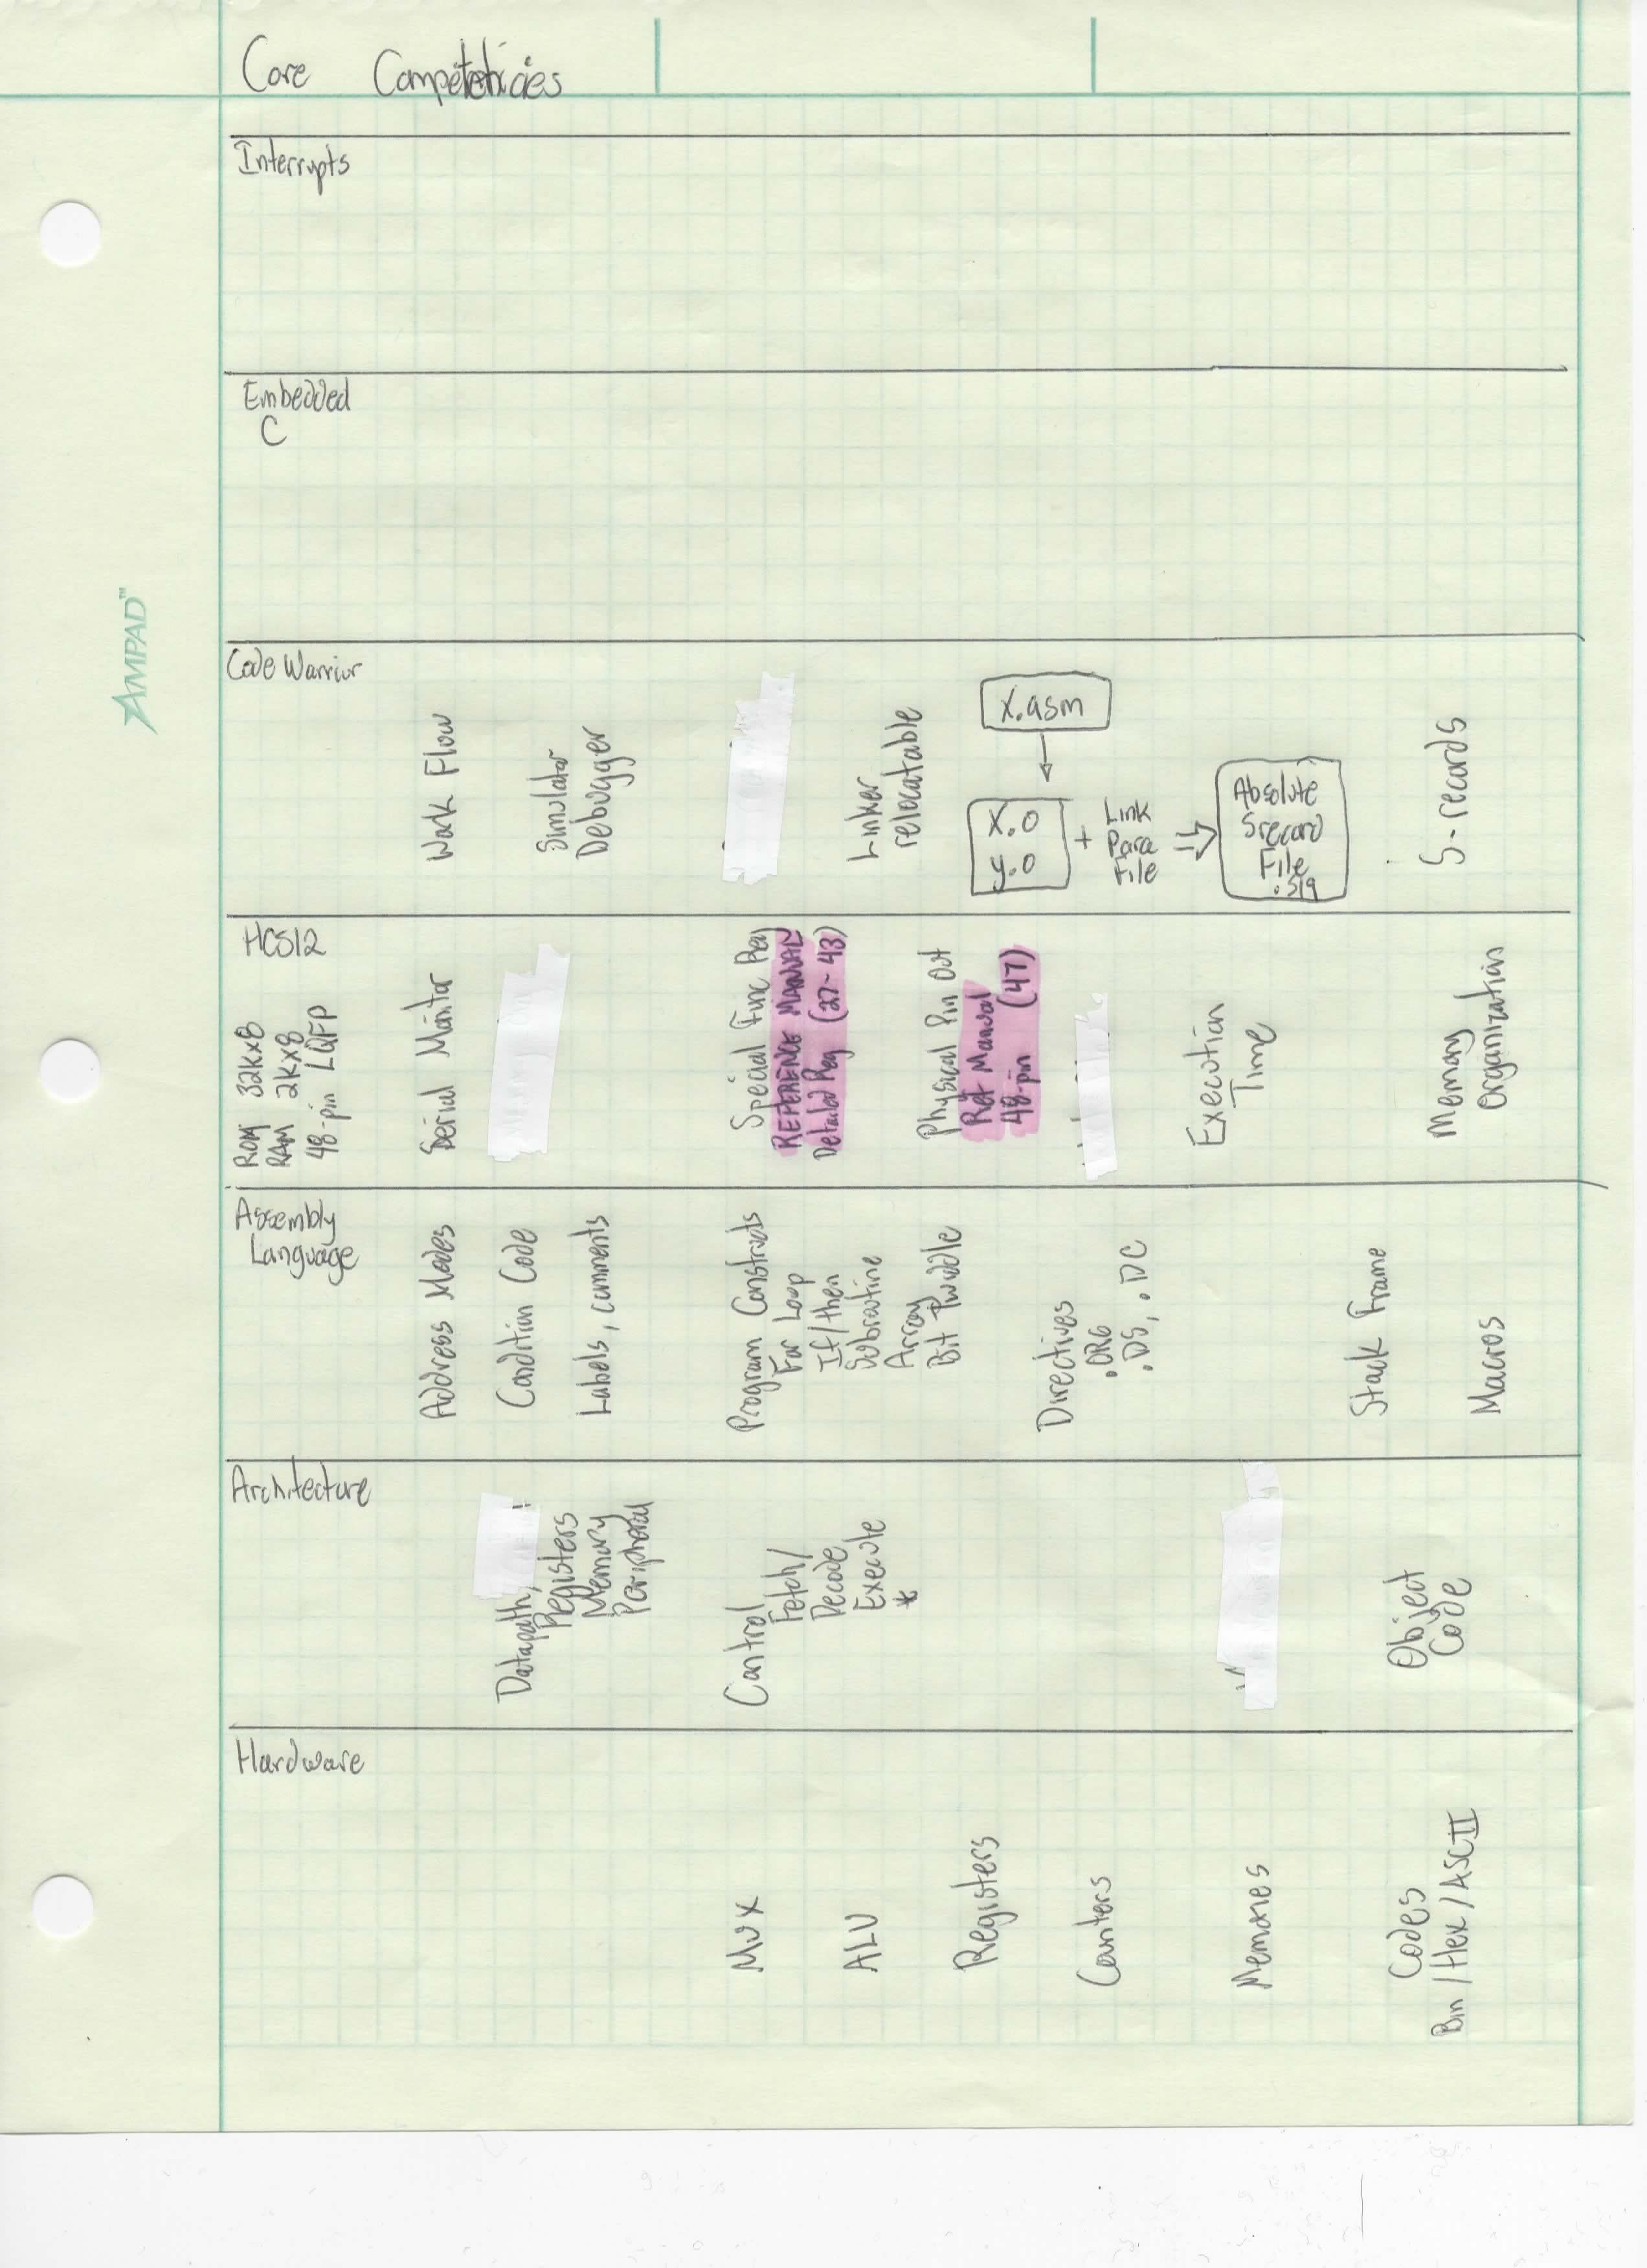 Core Competencies
Interrupts
Embedded
C
AMPAD™
Code Warrior
Work Flow
Simulator
Debugger
Linker
relocatable
x.asm
x.o
y.o
+
Link
Para
File
Absolute
Srecord
File
.S19
S-records
HCS12
ROM 32Kx8
RAM 2Kx8
48-pin LQFP
Serial Monitor
Special Func Reg
REFERENCE MANUAL
Detailed Reg (27-43)
Physical Pin Out
Ref Manual
48-pin (47)
Execution
Time
Memory
Organization
Assembly
Language
Address Modes
Condition Code
Labels, comments
Program Constructs
For Loop
If/then
Subroutine
Array
Bit Twiddle
Directives
.ORG
.DS, .DC
Stack Frame
Macros
Architecture
Datapath,
Registers
Memory
Peripheral
Control
Fetch/
Decode
Execute
*
Object
Code
Hardware
MUX
ALU
Registers
Counters
Memories
Codes
Bin/Hex/ASCII